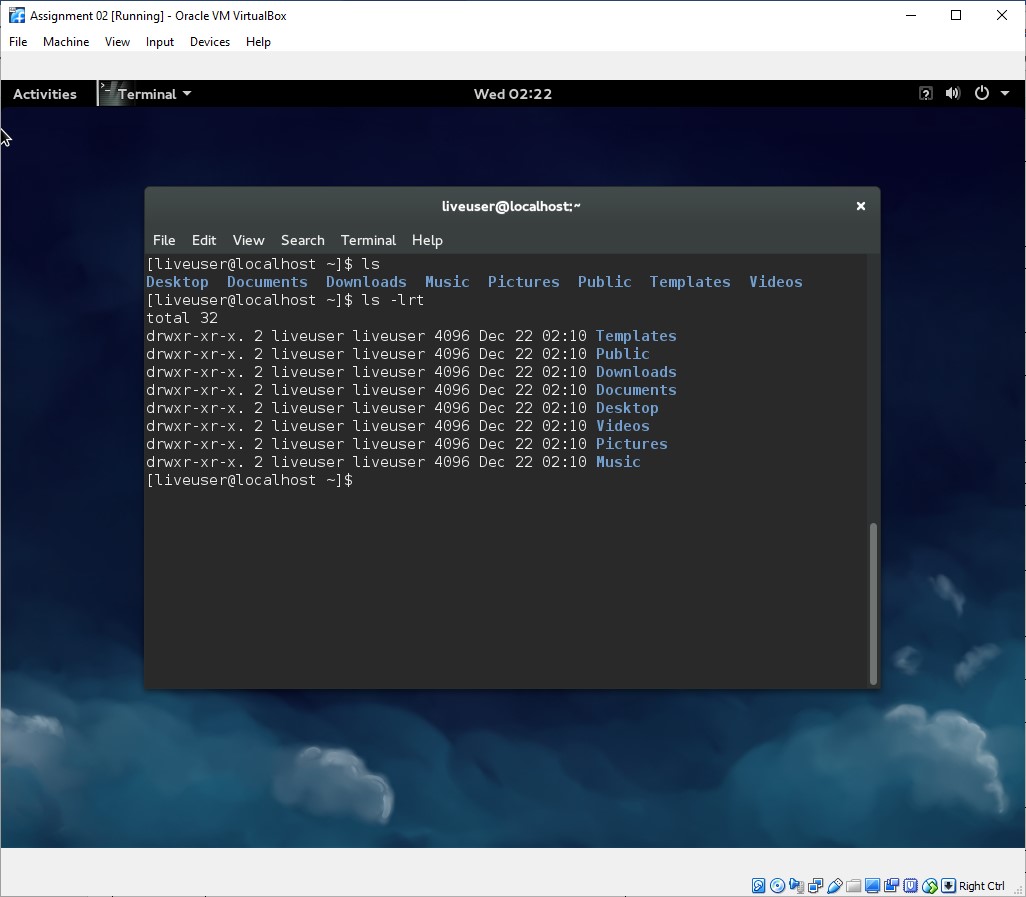 Assignment 02 [Running] - Oracle VM VirtualBox
File Machine View Input Devices Help
Activities Terminal Wed 02:22
liveuser@localhost:~
File Edit View Search Terminal Help
[liveuser@localhost ~]$ ls
Desktop Documents Downloads Music Pictures Public Templates Videos
[liveuser@localhost ~]$ ls -lrt
total 32
drwxr-xr-x. 2 liveuser liveuser 4096 Dec 22 02:10 Templates
drwxr-xr-x. 2 liveuser liveuser 4096 Dec 22 02:10 Public
drwxr-xr-x. 2 liveuser liveuser 4096 Dec 22 02:10 Downloads
drwxr-xr-x. 2 liveuser liveuser 4096 Dec 22 02:10 Documents
drwxr-xr-x. 2 liveuser liveuser 4096 Dec 22 02:10 Desktop
drwxr-xr-x. 2 liveuser liveuser 4096 Dec 22 02:10 Videos
drwxr-xr-x. 2 liveuser liveuser 4096 Dec 22 02:10 Pictures
drwxr-xr-x. 2 liveuser liveuser 4096 Dec 22 02:10 Music
[liveuser@localhost ~]$
Right Ctrl